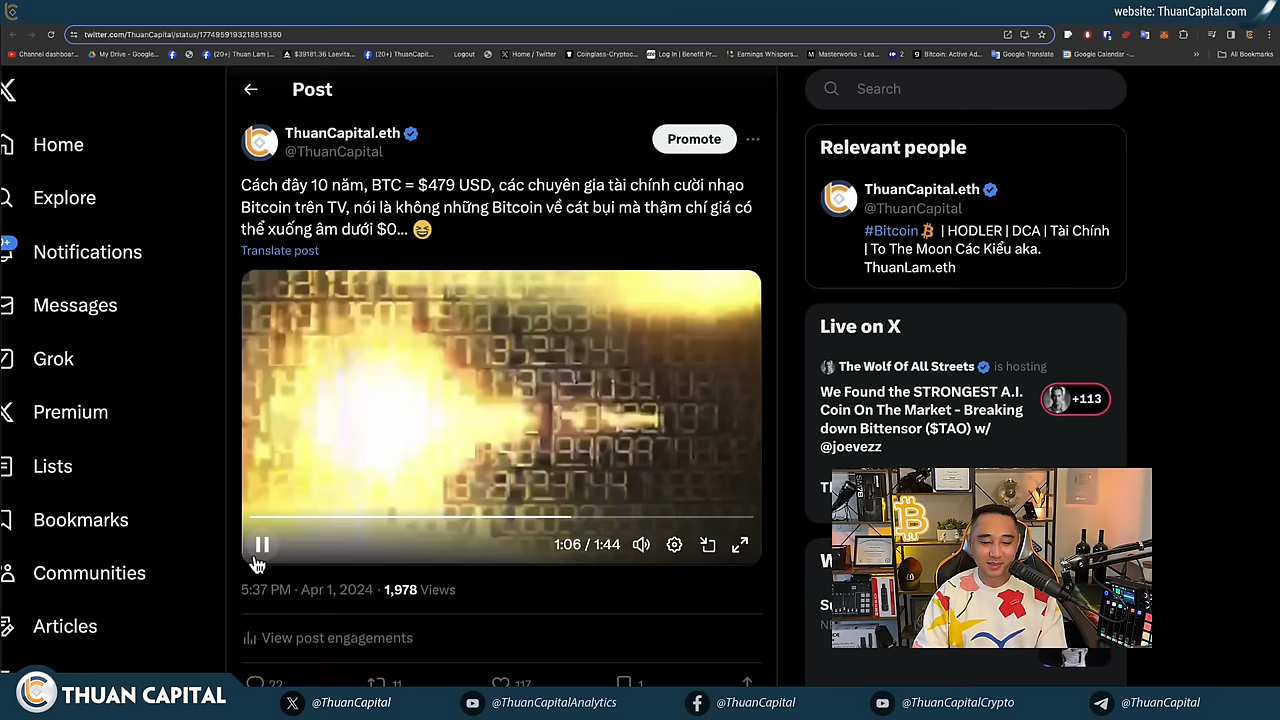 website: ThuanCapital.com
twitter.com/ThuanCapital/status/1774959193218519350
Channel dashboar...
My Drive - Google...
(20+) Thuan Lam |...
$39181.36 Laevita...
(20+) ThuanCapit...
Logout
Home / Twitter
Coinglass-Cryptoc...
Log In | Benefit Pr...
Earnings Whispers...
Masterworks - Lea...
2
Bitcoin: Active Ad...
Google Translate
Google Calendar -...
All Bookmarks
Post
Search
Home
Explore
Notifications
Messages
Grok
Premium
Lists
Bookmarks
Communities
Articles
ThuanCapital.eth
@ThuanCapital
Promote
Cách đây 10 năm, BTC = $479 USD, các chuyên gia tài chính cười nhạo
Bitcoin trên TV, nói là không những Bitcoin về cát bụi mà thậm chí giá có
thể xuống âm dưới $0... 😆
Translate post
1:06 / 1:44
5:37 PM · Apr 1, 2024 · 1,978 Views
View post engagements
22
11
117
1
Relevant people
ThuanCapital.eth
@ThuanCapital
#Bitcoin | HODLER | DCA | Tài Chính
| To The Moon Các Kiểu aka.
ThuanLam.eth
Live on X
The Wolf Of All Streets is hosting
We Found the STRONGEST A.I.
Coin On The Market - Breaking
down Bittensor ($TAO) w/
@joevezz
+113
THUAN CAPITAL
@ThuanCapital
@ThuanCapitalAnalytics
@ThuanCapital
@ThuanCapitalCrypto
@ThuanCapital